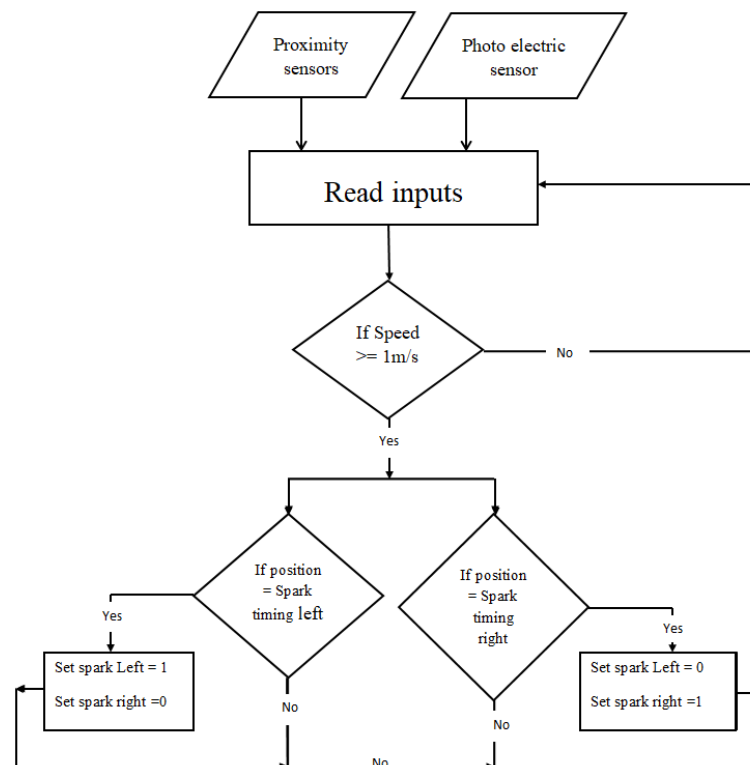 Proximity
sensors
Photo electric
sensor
Read inputs
If Speed
>= 1m/s
No
Yes
If position
= Spark
timing left
If position
= Spark
timing
right
Yes
Yes
Set spark Left = 1
Set spark right =0
Set spark Left = 0
Set spark right =1
No
No
No